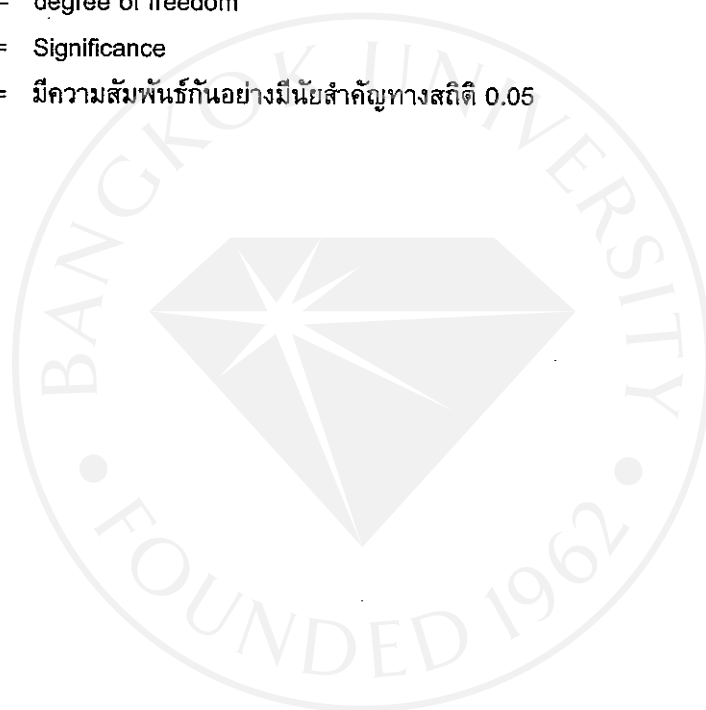 = degree of freedom
= Significance
= มีความสัมพันธ์กันอย่างมีนัยสำคัญทางสถิติ 0.05
BANGKOK UNIVERSITY
• FOUNDED 1962 •